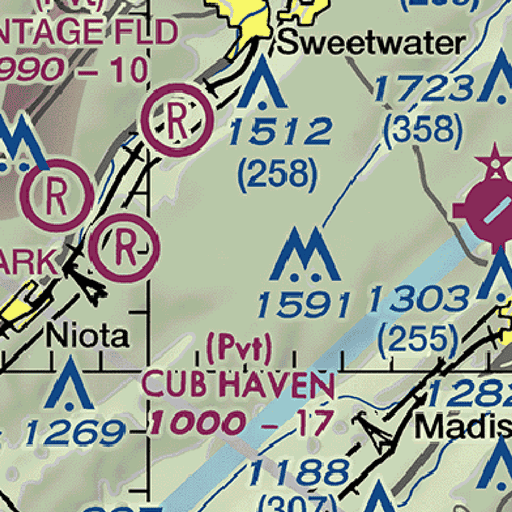 (Pvt)
NTAGE FLD
990 – 10
Sweetwater
R
1512
(258)
1723
(358)
R
R
ARK
1591
1303
(255)
Niota
(Pvt)
CUB HAVEN
1000 – 17
1269
1282
Madis
1188
(307)